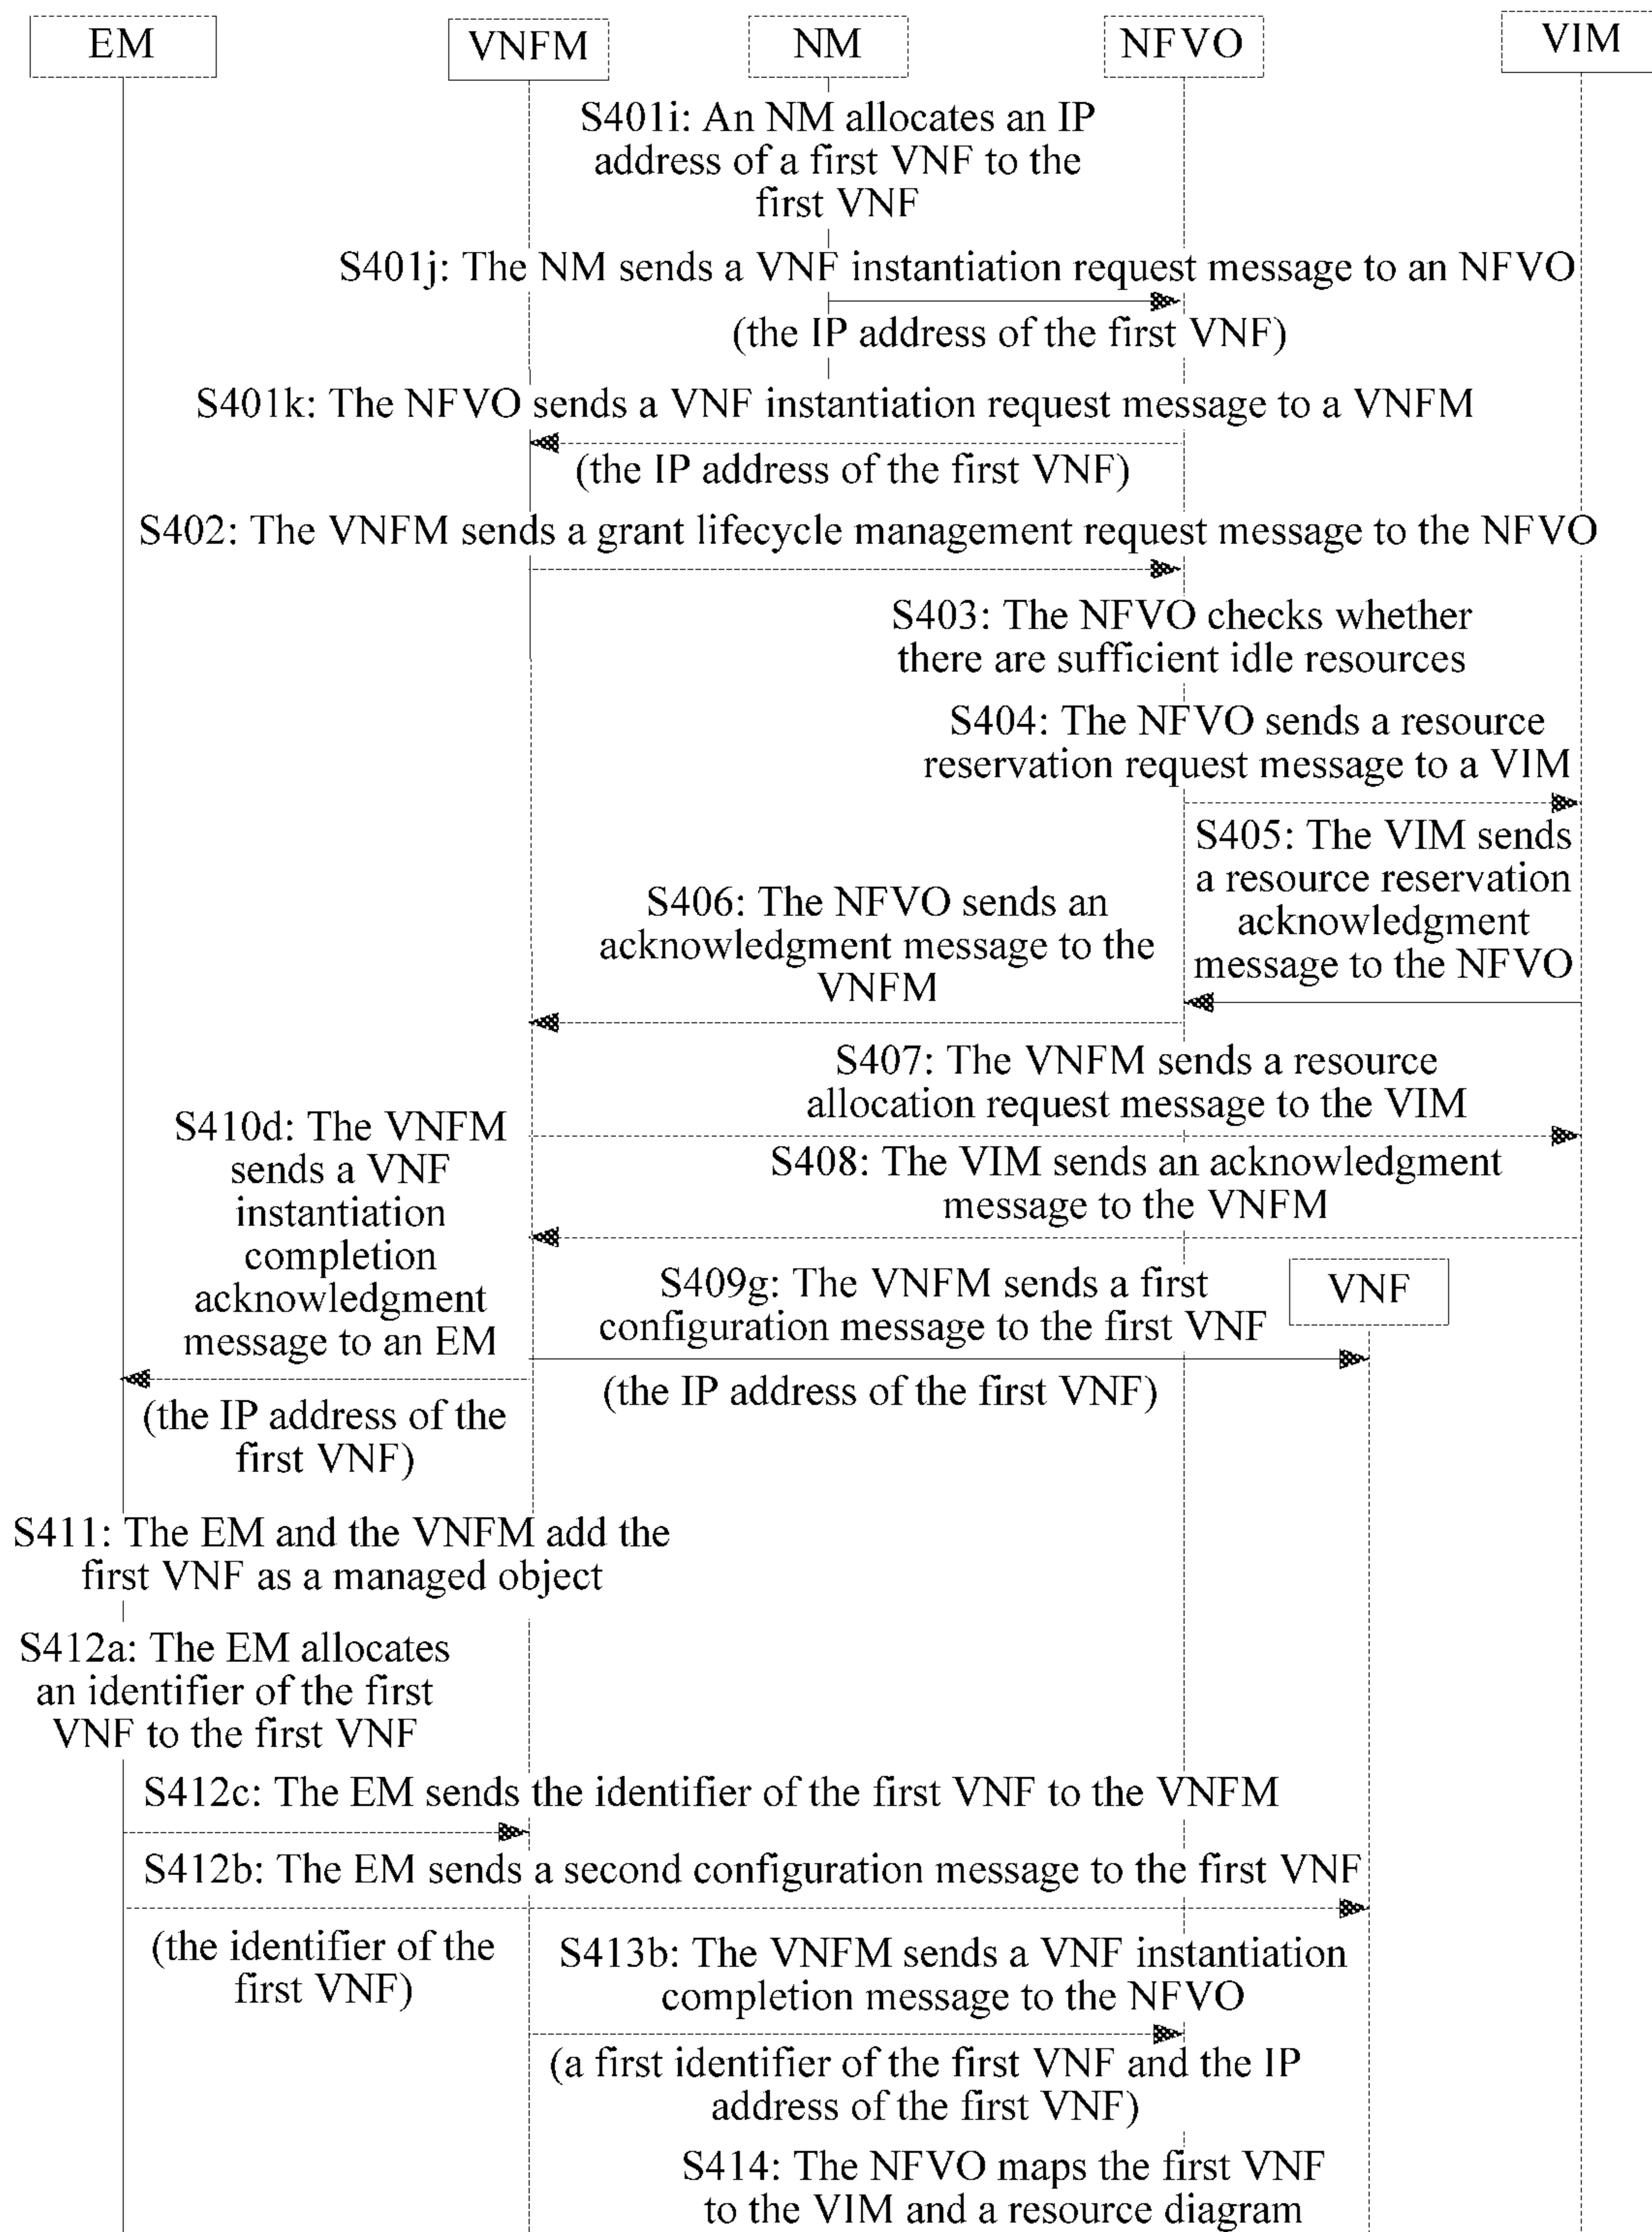 EM
VNFM
NM
NFVO
VIM
S401i: An NM allocates an IP
address of a first VNF to the
first VNF
S401j: The NM sends a VNF instantiation request message to an NFVO
(the IP address of the first VNF)
S401k: The NFVO sends a VNF instantiation request message to a VNFM
(the IP address of the first VNF)
S402: The VNFM sends a grant lifecycle management request message to the NFVO
S403: The NFVO checks whether
there are sufficient idle resources
S404: The NFVO sends a resource
reservation request message to a VIM
S405: The VIM sends
a resource reservation
acknowledgment
message to the NFVO
S406: The NFVO sends an
acknowledgment message to the
VNFM
S407: The VNFM sends a resource
allocation request message to the VIM
S408: The VIM sends an acknowledgment
message to the VNFM
S410d: The VNFM
sends a VNF
instantiation
completion
acknowledgment
message to an EM
(the IP address of the
first VNF)
S409g: The VNFM sends a first
configuration message to the first VNF
(the IP address of the first VNF)
VNF
S411: The EM and the VNFM add the
first VNF as a managed object
S412a: The EM allocates
an identifier of the first
VNF to the first VNF
S412c: The EM sends the identifier of the first VNF to the VNFM
S412b: The EM sends a second configuration message to the first VNF
(the identifier of the
first VNF)
S413b: The VNFM sends a VNF instantiation
completion message to the NFVO
(a first identifier of the first VNF and the IP
address of the first VNF)
S414: The NFVO maps the first VNF
to the VIM and a resource diagram